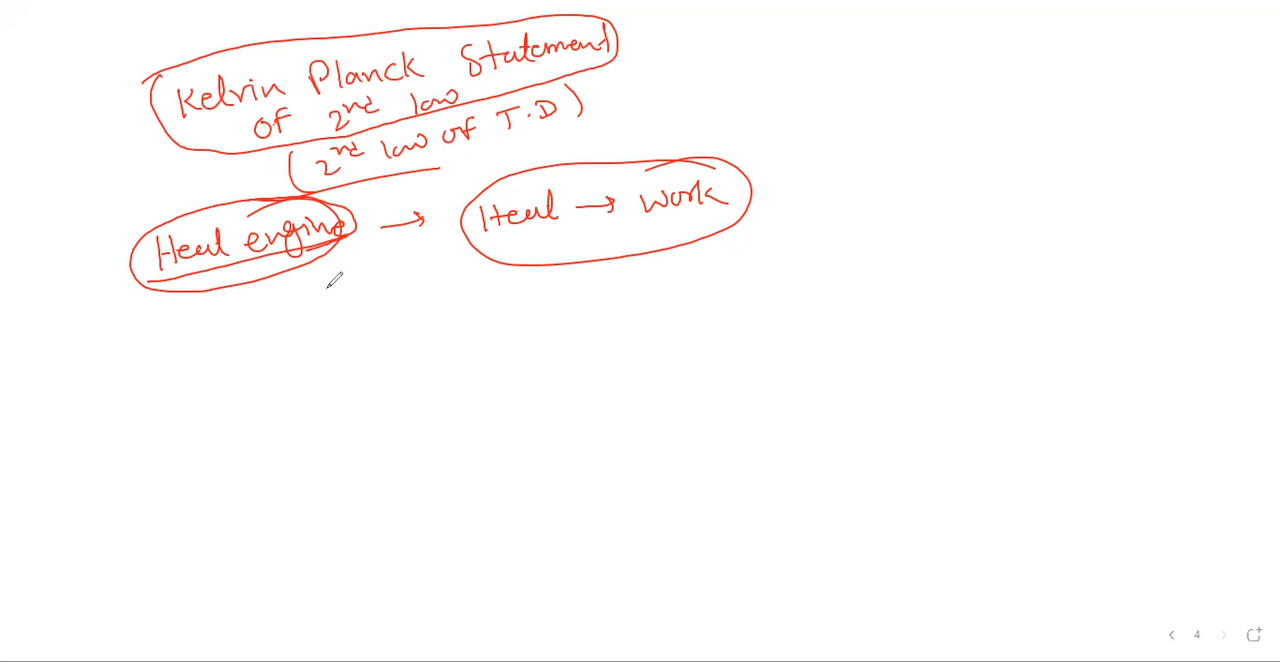 Kelvin Planck Statement
of 2nd law
(2nd law of T.D)
Heat engine → Heat → Work
4